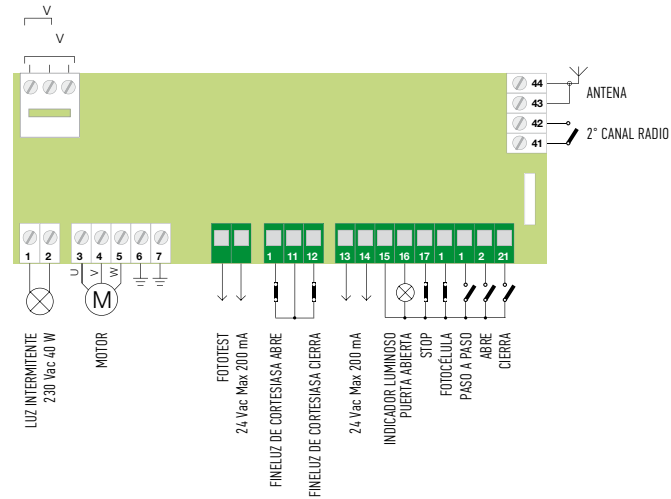 V
V
44
43
42
41
ANTENA
2° CANAL RADIO
1 2 3 4 5 6 7
1 11 12 13 14 15 16 17 1 1 2 21
U V W
M
LUZ INTERMITENTE
230 Vac 40 W
MOTOR
FOTOTEST
24 Vac Max 200 mA
FINELUZ DE CORTESIASA ABRE
FINELUZ DE CORTESIASA CIERRA
24 Vac Max 200 mA
INDICADOR LUMINOSO
PUERTA ABIERTA
STOP
FOTOCÉLULA
PASO A PASO
ABRE
CIERRA